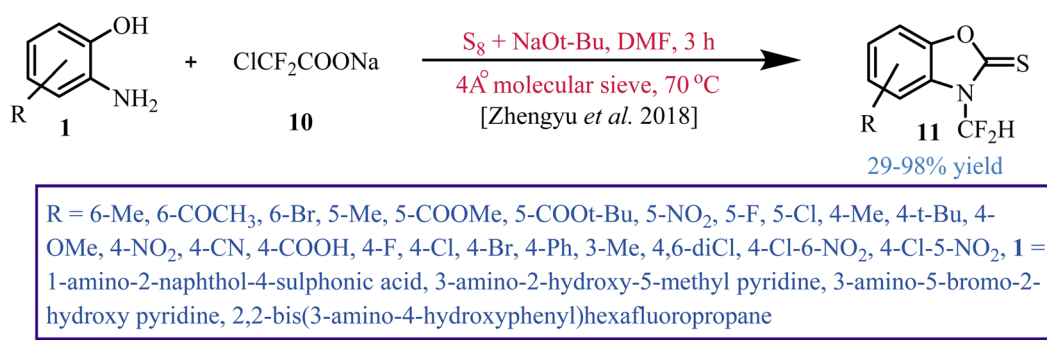 OH
NH₂
R
1
+
ClCF₂COONa
10
S₈ + NaOt-Bu, DMF, 3 h
4A° molecular sieve, 70 °C
[Zhengyu et al. 2018]
O
S
N
CF₂H
R
11
29-98% yield
R = 6-Me, 6-COCH₃, 6-Br, 5-Me, 5-COOMe, 5-COOt-Bu, 5-NO₂, 5-F, 5-Cl, 4-Me, 4-t-Bu, 4-
OMe, 4-NO₂, 4-CN, 4-COOH, 4-F, 4-Cl, 4-Br, 4-Ph, 3-Me, 4,6-diCl, 4-Cl-6-NO₂, 4-Cl-5-NO₂, 1 =
1-amino-2-naphthol-4-sulphonic acid, 3-amino-2-hydroxy-5-methyl pyridine, 3-amino-5-bromo-2-
hydroxy pyridine, 2,2-bis(3-amino-4-hydroxyphenyl)hexafluoropropane